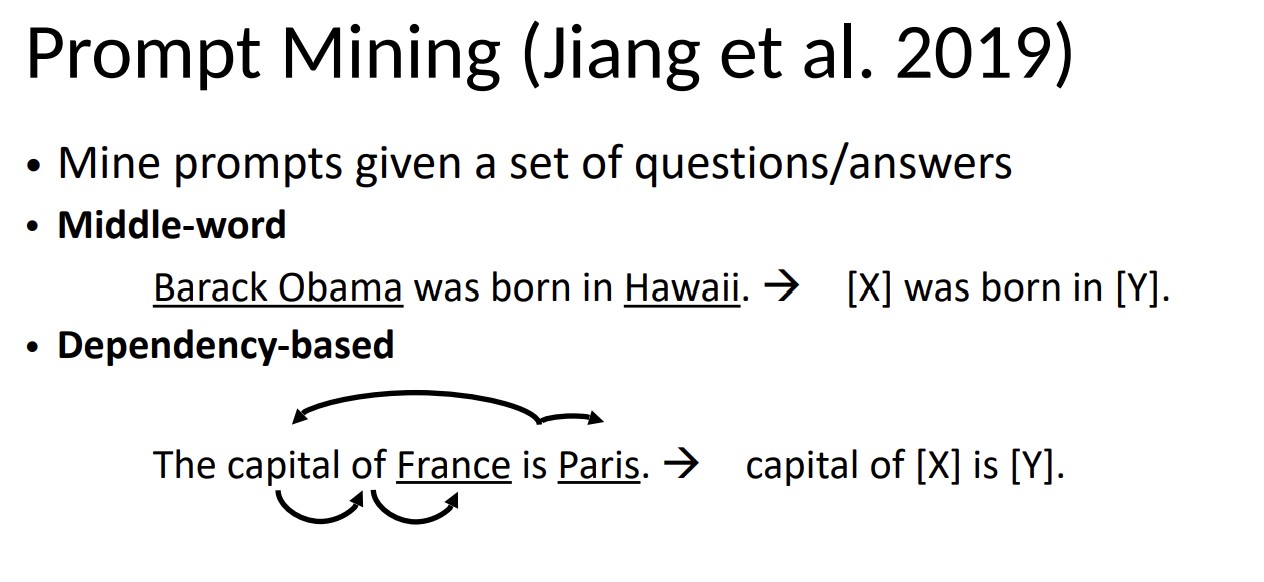 Prompt Mining (Jiang et al. 2019)
• Mine prompts given a set of questions/answers
• Middle-word
Barack Obama was born in Hawaii. → [X] was born in [Y].
• Dependency-based
The capital of France is Paris. → capital of [X] is [Y].